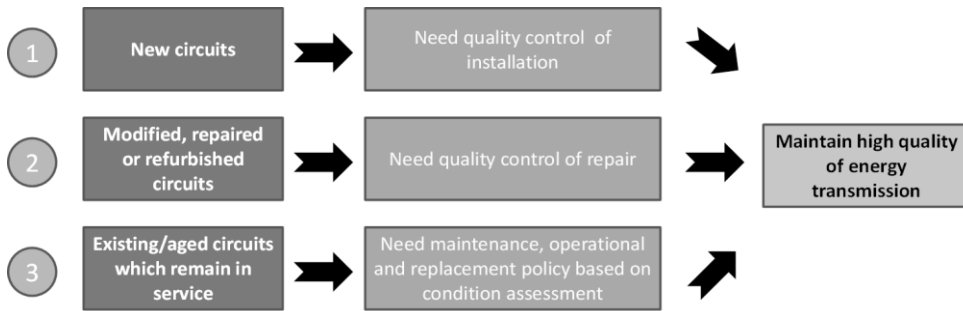 1
New circuits
Need quality control of
installation
2
Modified, repaired
or refurbished
circuits
Need quality control of repair
Maintain high quality
of energy
transmission
3
Existing/aged circuits
which remain in
service
Need maintenance, operational
and replacement policy based on
condition assessment